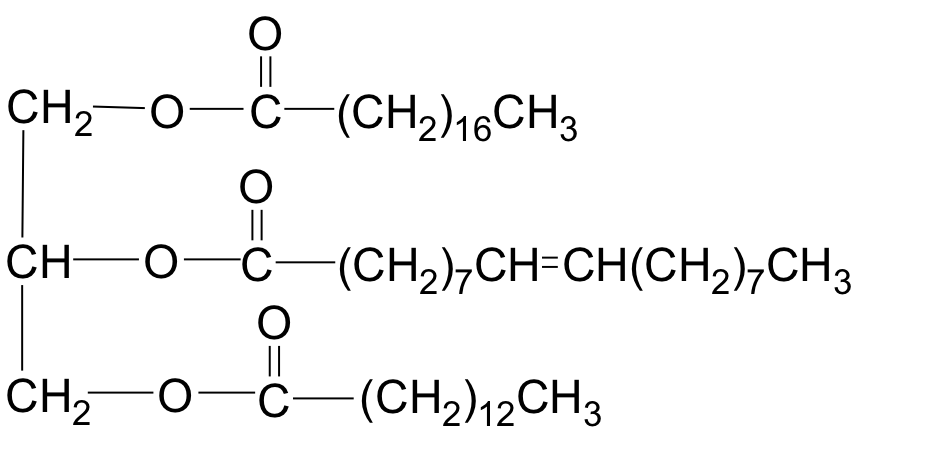 O
CH₂—O—C—(CH₂)₁₆CH₃
O
CH—O—C—(CH₂)₇CH=CH(CH₂)₇CH₃
O
CH₂—O—C—(CH₂)₁₂CH₃